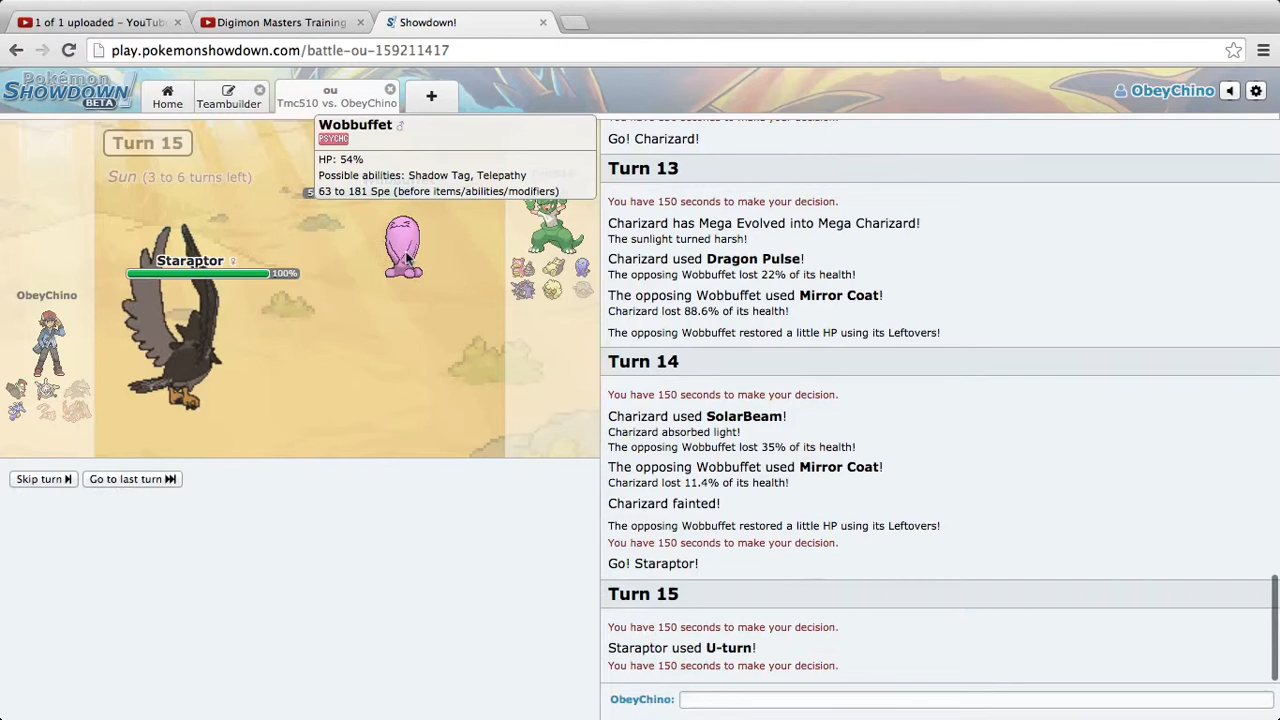 1 of 1 uploaded - YouTube
Digimon Masters Training
Showdown!
play.pokemonshowdown.com/battle-ou-159211417
Pokémon
SHOWDOWN
BETA
Home
Teambuilder
ou
Tmc510 vs. ObeyChino
+
ObeyChino
Wobbuffet ♂
PSYCHC
HP: 54%
Possible abilities: Shadow Tag, Telepathy
63 to 181 Spe (before items/abilities/modifiers)
Turn 15
Sun (3 to 6 turns left)
Staraptor ♀
100%
ObeyChino
Skip turn
Go to last turn
Go! Charizard!
Turn 13
You have 150 seconds to make your decision.
Charizard has Mega Evolved into Mega Charizard!
The sunlight turned harsh!
Charizard used Dragon Pulse!
The opposing Wobbuffet lost 22% of its health!
The opposing Wobbuffet used Mirror Coat!
Charizard lost 88.6% of its health!
The opposing Wobbuffet restored a little HP using its Leftovers!
Turn 14
You have 150 seconds to make your decision.
Charizard used SolarBeam!
Charizard absorbed light!
The opposing Wobbuffet lost 35% of its health!
The opposing Wobbuffet used Mirror Coat!
Charizard lost 11.4% of its health!
Charizard fainted!
The opposing Wobbuffet restored a little HP using its Leftovers!
You have 150 seconds to make your decision.
Go! Staraptor!
Turn 15
You have 150 seconds to make your decision.
Staraptor used U-turn!
You have 150 seconds to make your decision.
ObeyChino: